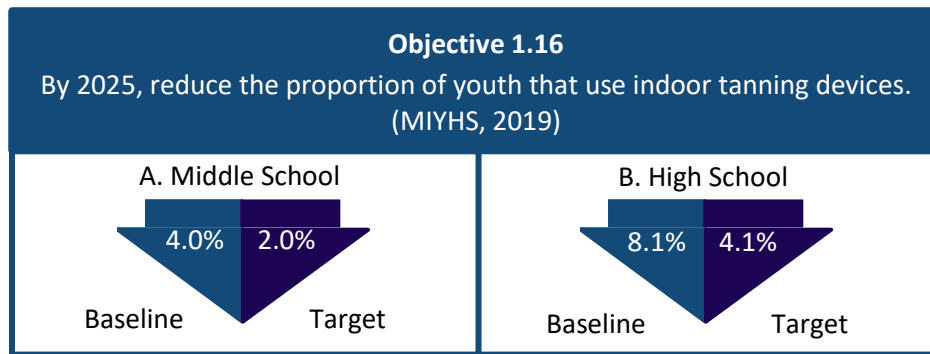 Objective 1.16
By 2025, reduce the proportion of youth that use indoor tanning devices.
(MIYHS, 2019)
A. Middle School
4.0% 2.0%
Baseline Target
B. High School
8.1% 4.1%
Baseline Target